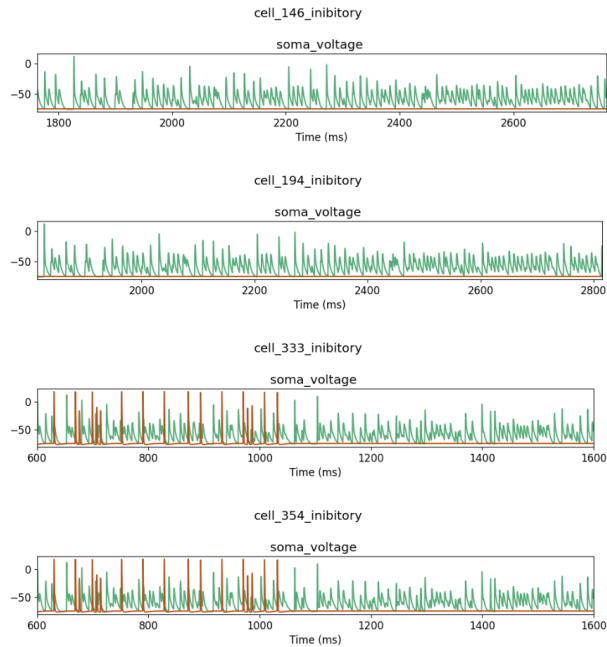 cell_146_inibitory
soma_voltage
0
−50
1800 2000 2200 2400 2600
Time (ms)
cell_194_inibitory
soma_voltage
0
−50
2000 2200 2400 2600 2800
Time (ms)
cell_333_inibitory
soma_voltage
0
−50
600 800 1000 1200 1400 1600
Time (ms)
cell_354_inibitory
soma_voltage
0
−50
600 800 1000 1200 1400 1600
Time (ms)